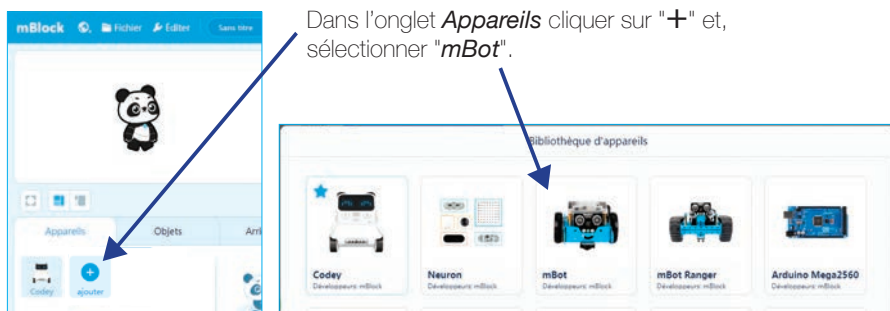 Dans l'onglet Appareils cliquer sur "+" et,
sélectionner "mBot".
mBlock Fichier Éditer Sans titre
Appareils Objets Arri
Codey ajouter
Bibliothèque d'appareils
Codey Neuron mBot mBot Ranger Arduino Mega2560
Développeurs: mBlock Développeurs: mBlock Développeurs: mBlock Développeurs: mBlock Développeurs: mBlock